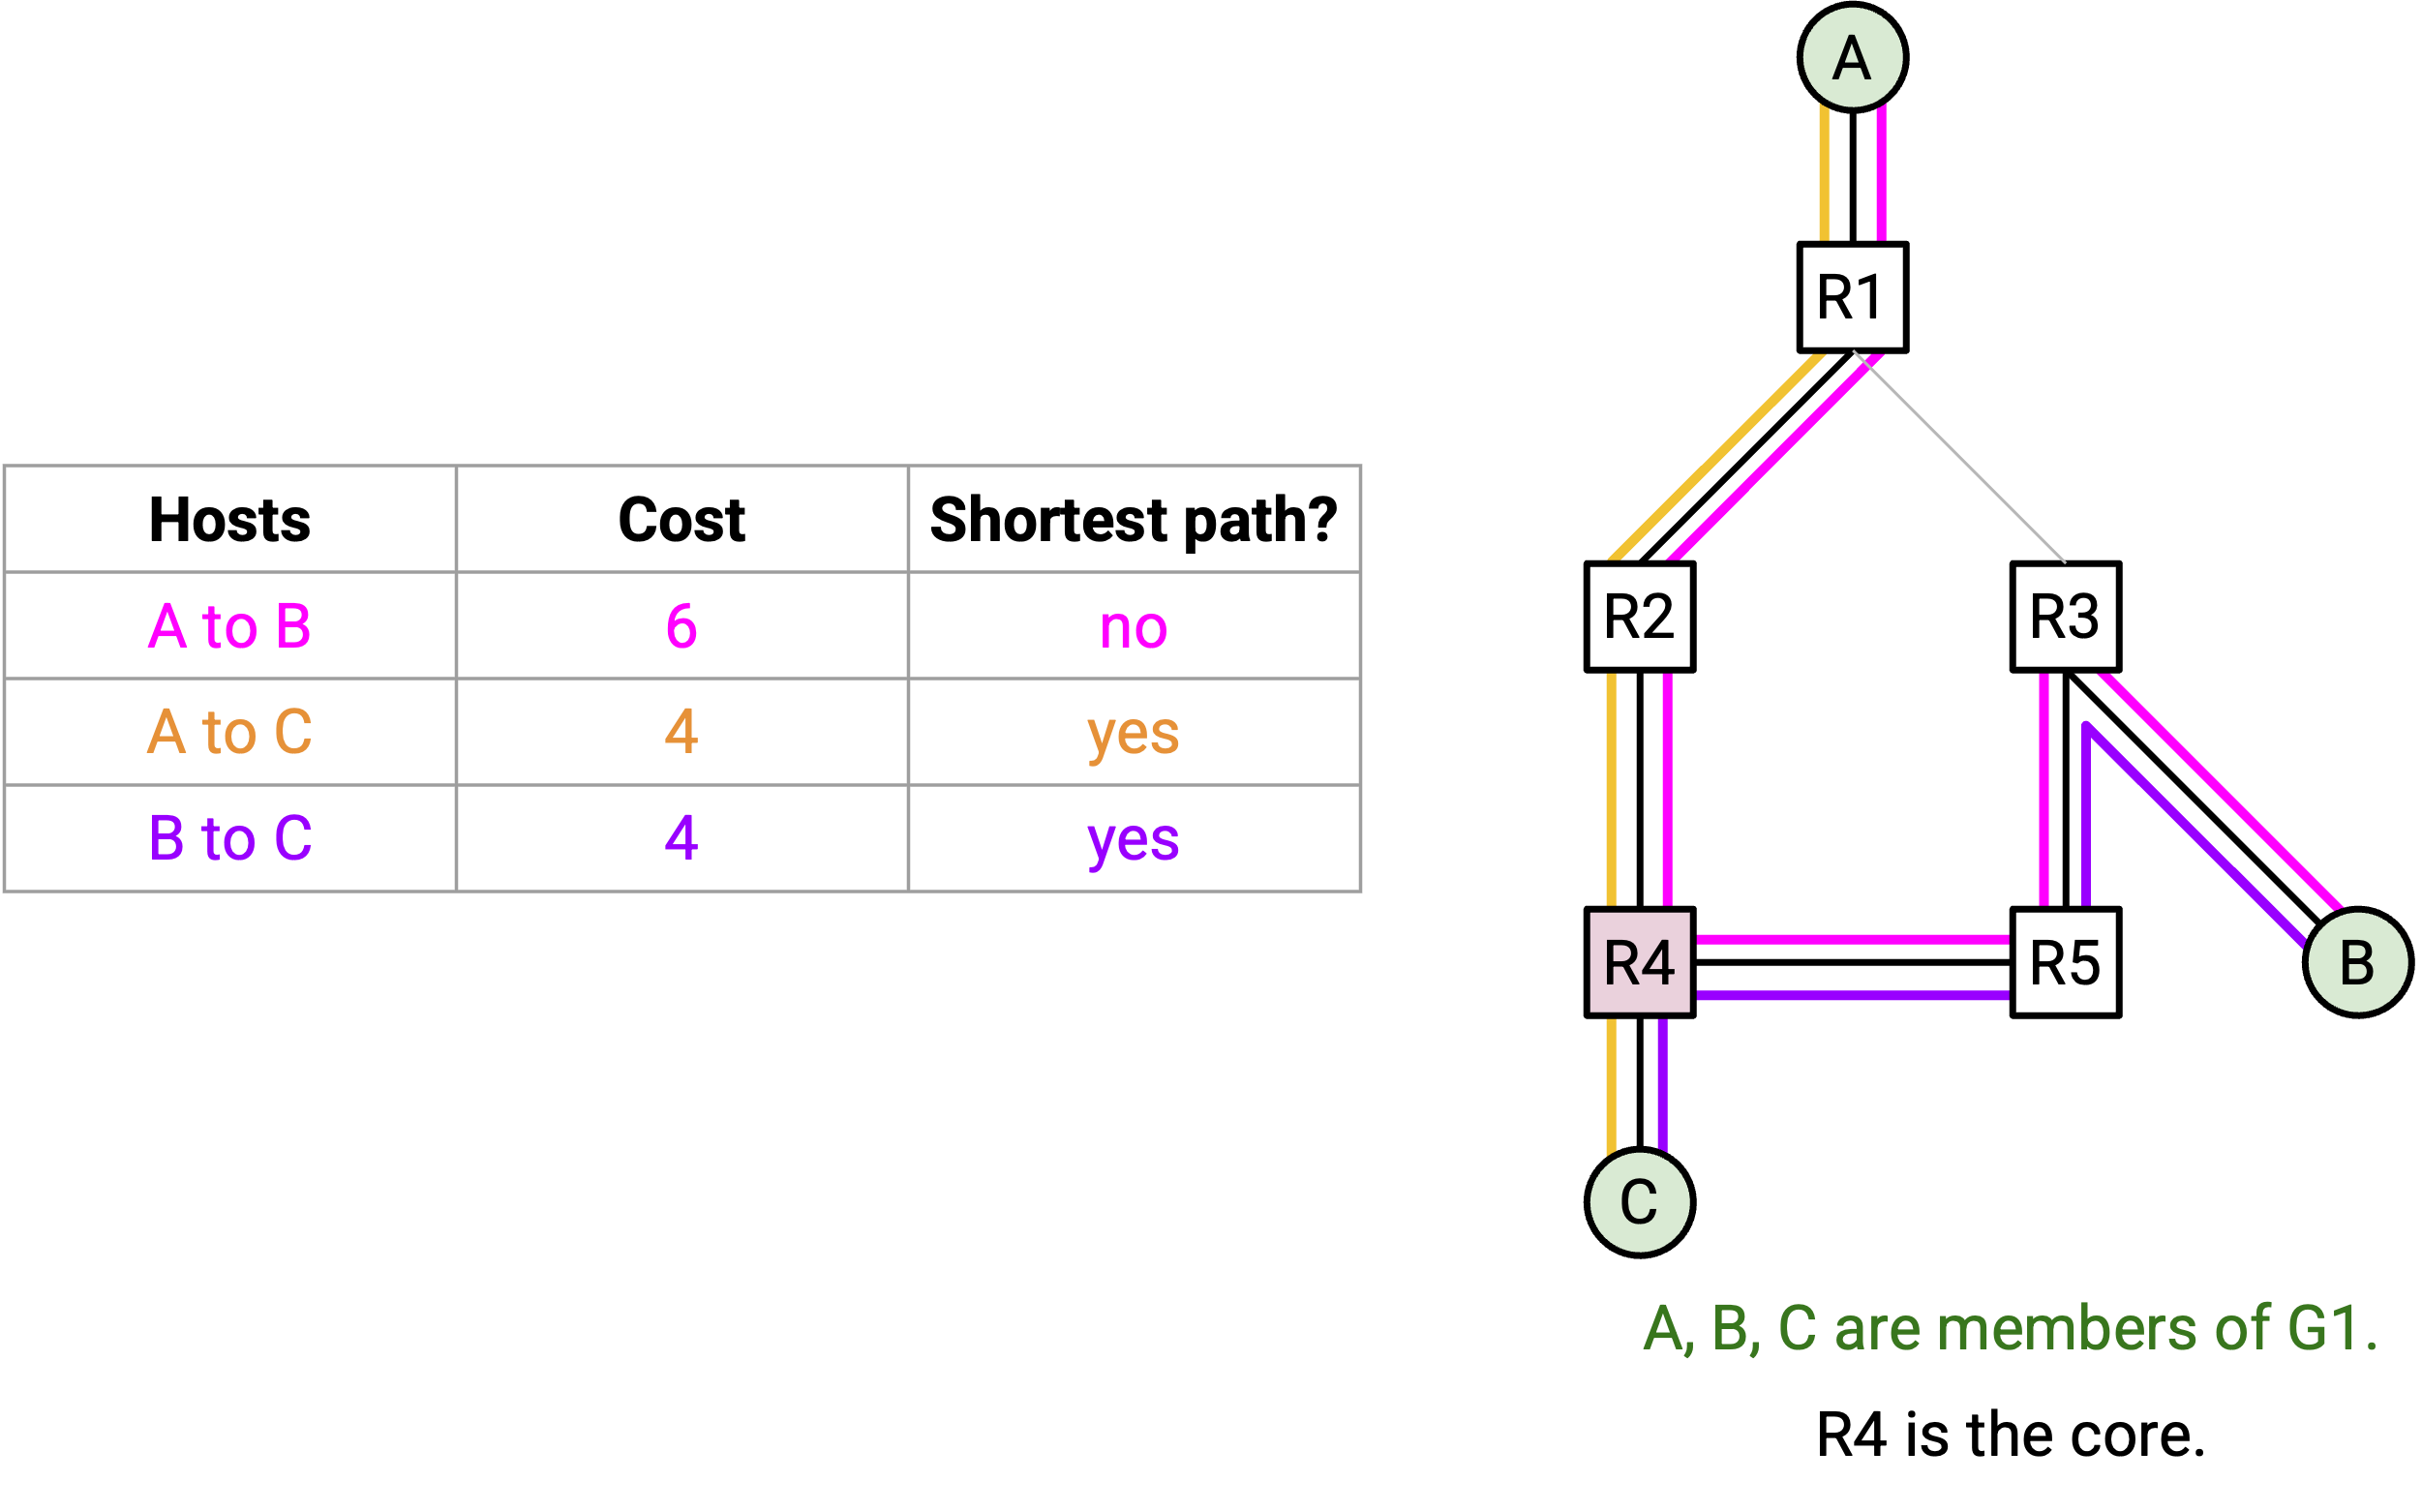 Hosts Cost Shortest path?
A to B 6 no
A to C 4 yes
B to C 4 yes
A
R1
R2 R3
R4 R5 B
C
A, B, C are members of G1.
R4 is the core.